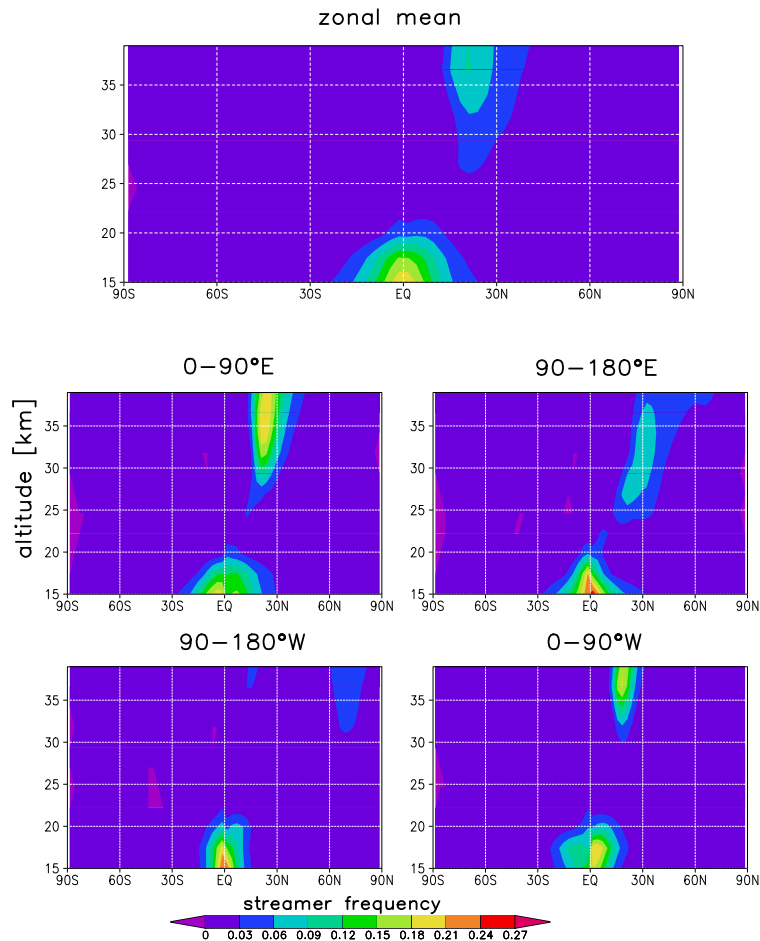 zonal mean
35
30
25
20
15
90S 60S 30S EQ 30N 60N 90N
0-90°E
90-180°E
altitude [km]
35 35
30 30
25 25
20 20
15 15
90S 60S 30S EQ 30N 60N 90N 90S 60S 30S EQ 30N 60N 90N
90-180°W
0-90°W
35 35
30 30
25 25
20 20
15 15
90S 60S 30S EQ 30N 60N 90N 90S 60S 30S EQ 30N 60N 90N
streamer frequency
0 0.03 0.06 0.09 0.12 0.15 0.18 0.21 0.24 0.27